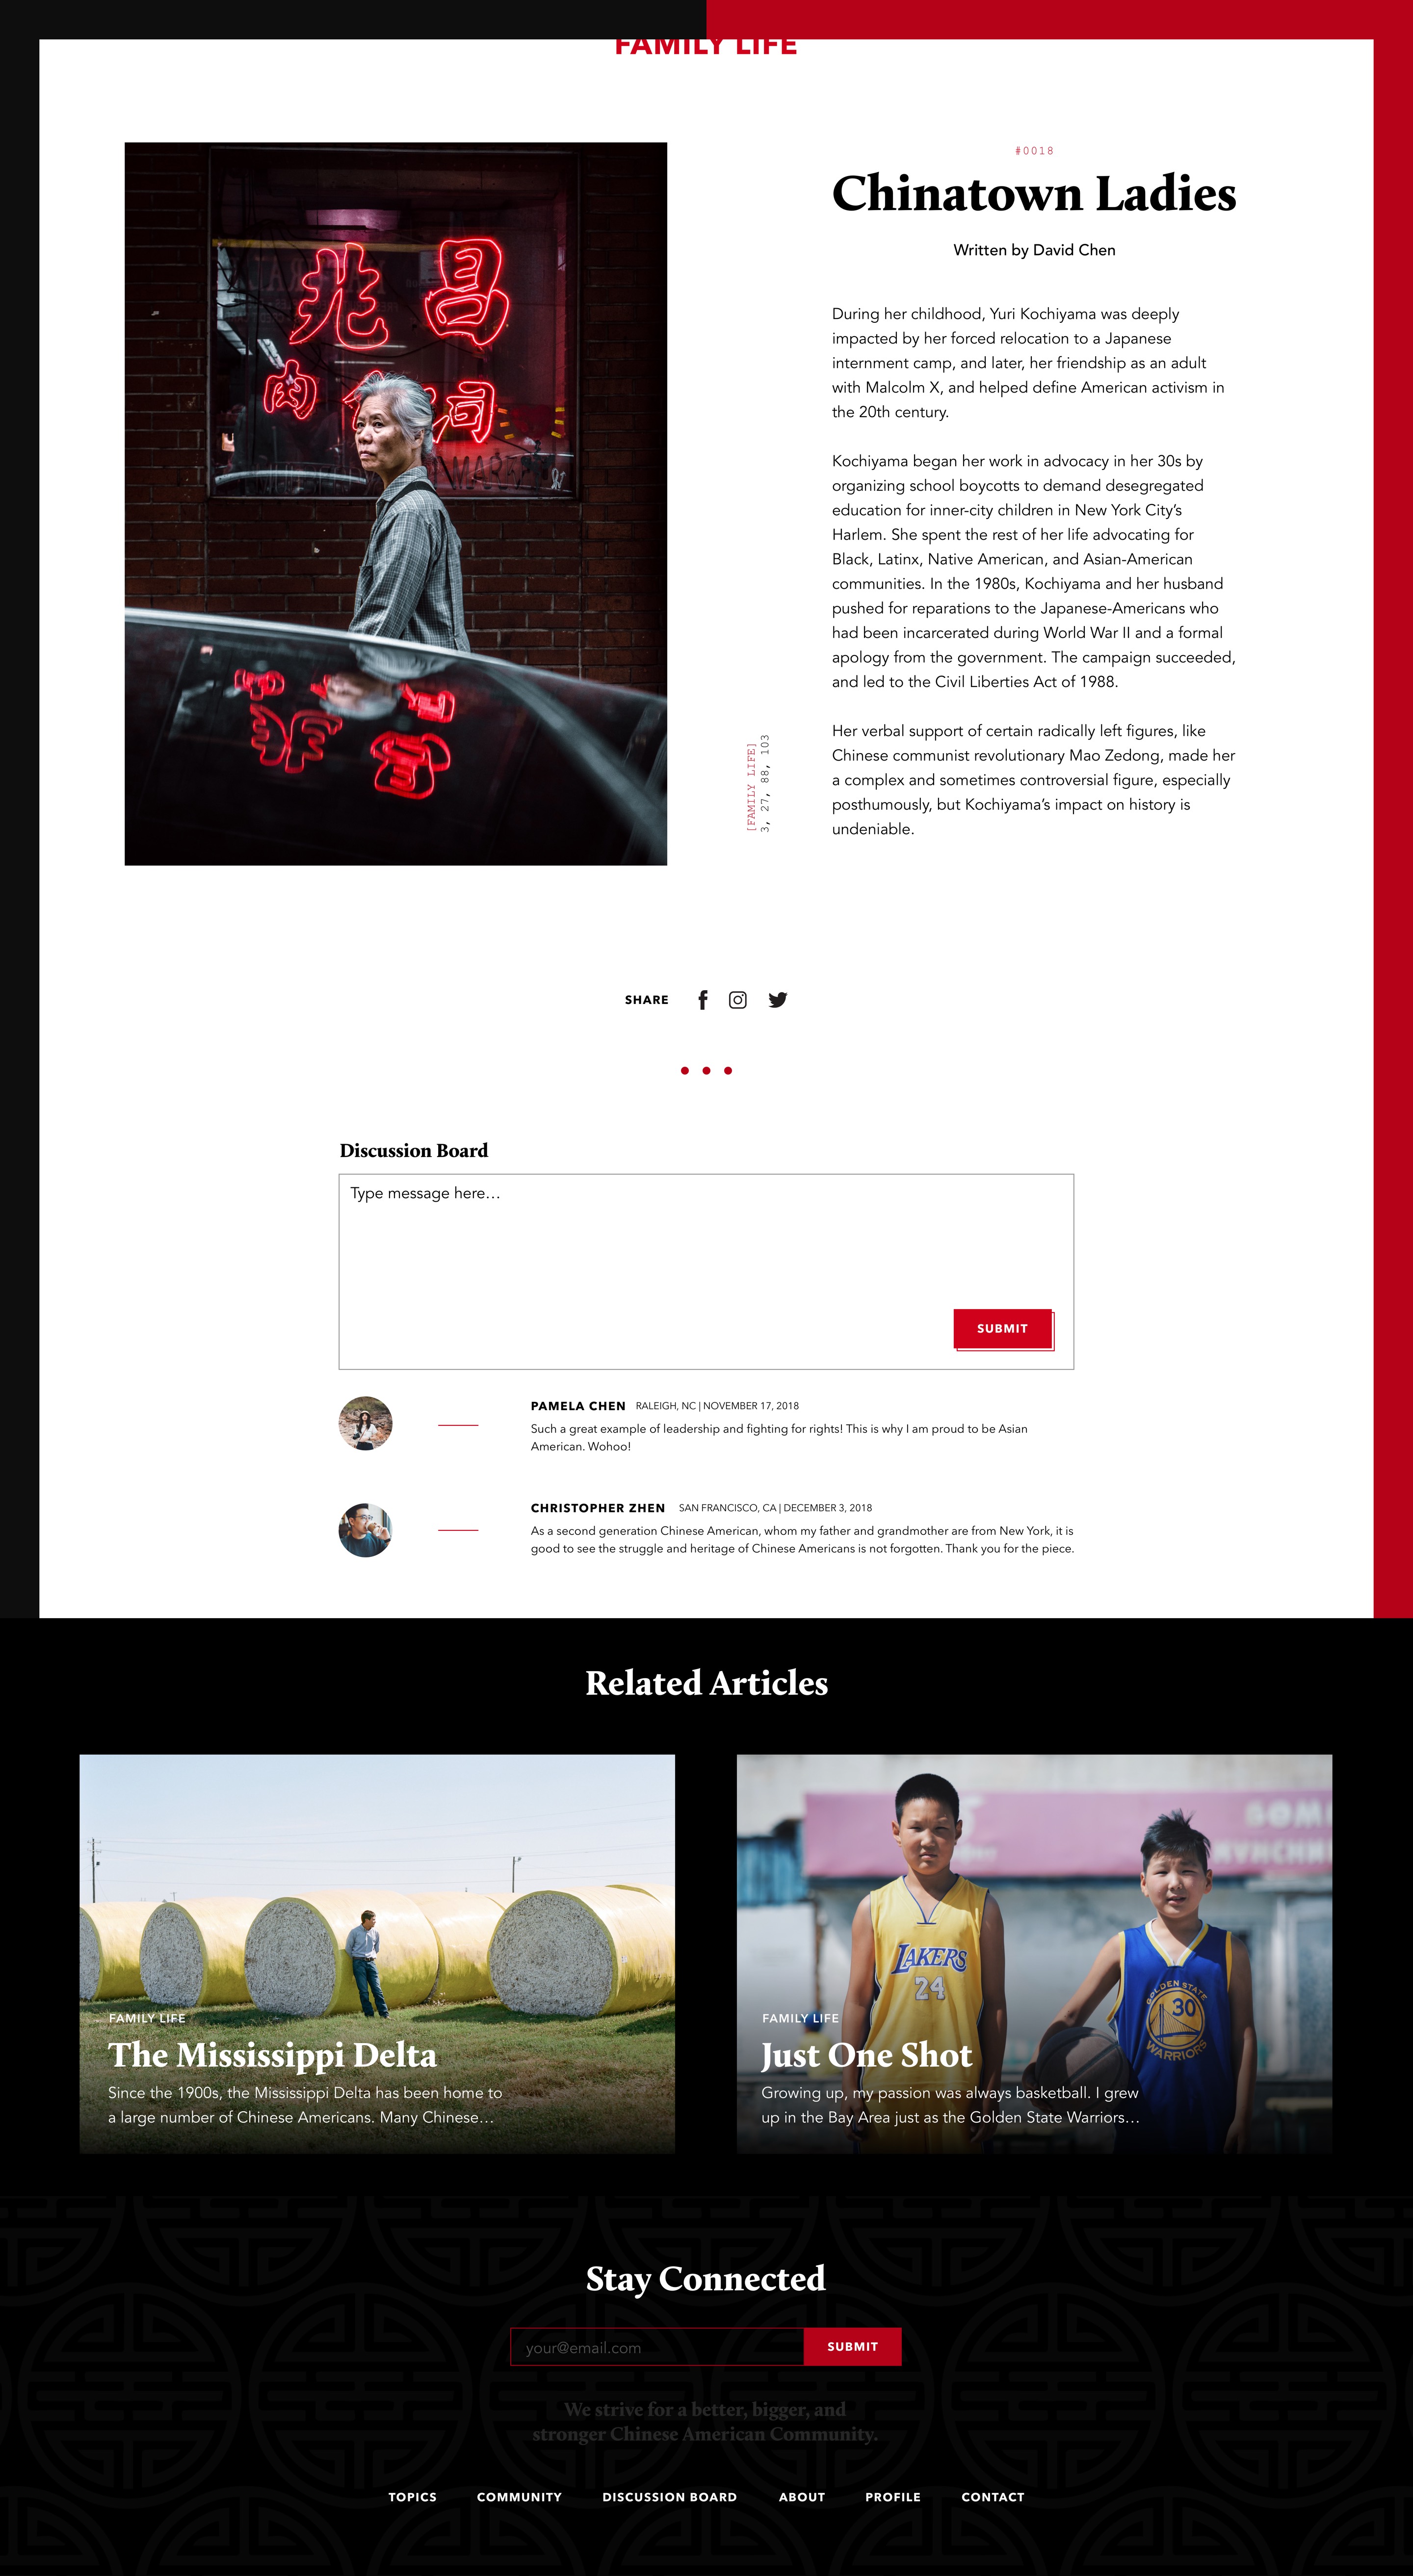 FAMILY LIFE
兆 昌
肉 司
#0018
Chinatown Ladies
Written by David Chen
During her childhood, Yuri Kochiyama was deeply
impacted by her forced relocation to a Japanese
internment camp, and later, her friendship as an adult
with Malcolm X, and helped define American activism in
the 20th century.
Kochiyama began her work in advocacy in her 30s by
organizing school boycotts to demand desegregated
education for inner-city children in New York City’s
Harlem. She spent the rest of her life advocating for
Black, Latinx, Native American, and Asian-American
communities. In the 1980s, Kochiyama and her husband
pushed for reparations to the Japanese-Americans who
had been incarcerated during World War II and a formal
apology from the government. The campaign succeeded,
and led to the Civil Liberties Act of 1988.
Her verbal support of certain radically left figures, like
Chinese communist revolutionary Mao Zedong, made her
a complex and sometimes controversial figure, especially
posthumously, but Kochiyama’s impact on history is
undeniable.
[FAMILY LIFE]
3, 27, 88, 103
SHARE
Discussion Board
Type message here…
SUBMIT
PAMELA CHEN RALEIGH, NC | NOVEMBER 17, 2018
Such a great example of leadership and fighting for rights! This is why I am proud to be Asian
American. Wohoo!
CHRISTOPHER ZHEN SAN FRANCISCO, CA | DECEMBER 3, 2018
As a second generation Chinese American, whom my father and grandmother are from New York, it is
good to see the struggle and heritage of Chinese Americans is not forgotten. Thank you for the piece.
Related Articles
FAMILY LIFE
The Mississippi Delta
Since the 1900s, the Mississippi Delta has been home to
a large number of Chinese Americans. Many Chinese…
LAKERS
24
GOLDEN STATE
30
WARRIORS
FAMILY LIFE
Just One Shot
Growing up, my passion was always basketball. I grew
up in the Bay Area just as the Golden State Warriors…
Stay Connected
your@email.com
SUBMIT
We strive for a better, bigger, and
stronger Chinese American Community.
TOPICS COMMUNITY DISCUSSION BOARD ABOUT PROFILE CONTACT